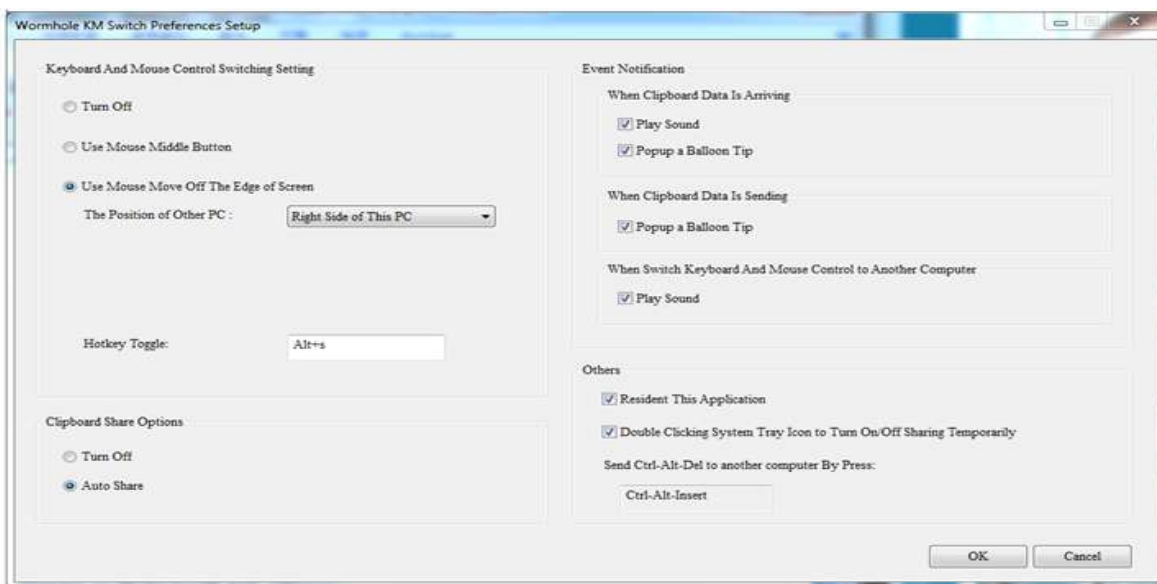 Wormhole KM Switch Preferences Setup
Keyboard And Mouse Control Switching Setting
Turn Off
Use Mouse Middle Button
Use Mouse Move Off The Edge of Screen
The Position of Other PC :
Right Side of This PC
Hotkey Toggle:
Alt+s
Clipboard Share Options
Turn Off
Auto Share
Event Notification
When Clipboard Data Is Arriving
Play Sound
Popup a Balloon Tip
When Clipboard Data Is Sending
Popup a Balloon Tip
When Switch Keyboard And Mouse Control to Another Computer
Play Sound
Others
Resident This Application
Double Clicking System Tray Icon to Turn On/Off Sharing Temporarily
Send Ctrl-Alt-Del to another computer By Press:
Ctrl-Alt-Insert
OK
Cancel